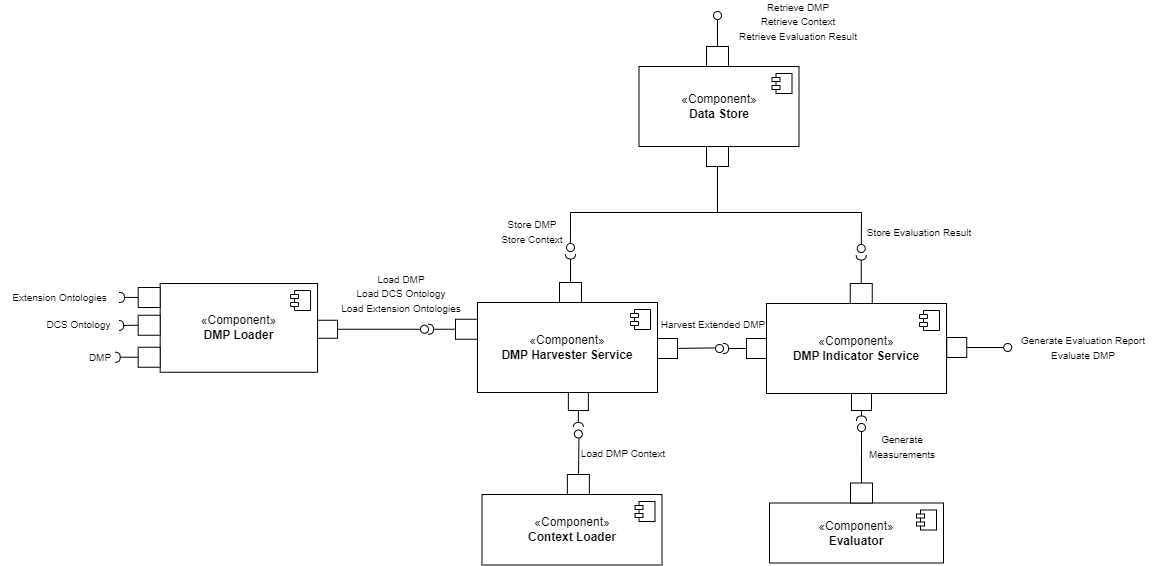 Retrieve DMP
Retrieve Context
Retrieve Evaluation Result
«Component»
Data Store
Store DMP
Store Context
Store Evaluation Result
Extension Ontologies
DCS Ontology
DMP
«Component»
DMP Loader
Load DMP
Load DCS Ontology
Load Extension Ontologies
«Component»
DMP Harvester Service
Harvest Extended DMP
«Component»
DMP Indicator Service
Generate Evaluation Report
Evaluate DMP
Load DMP Context
Generate
Measurements
«Component»
Context Loader
«Component»
Evaluator